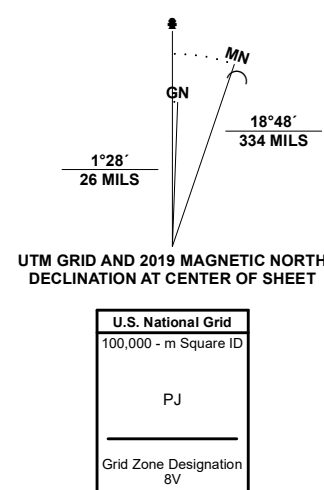 MN
GN
18°48´
334 MILS
1°28´
26 MILS
UTM GRID AND 2019 MAGNETIC NORTH
DECLINATION AT CENTER OF SHEET
U.S. National Grid
100,000 - m Square ID
PJ
Grid Zone Designation
8V